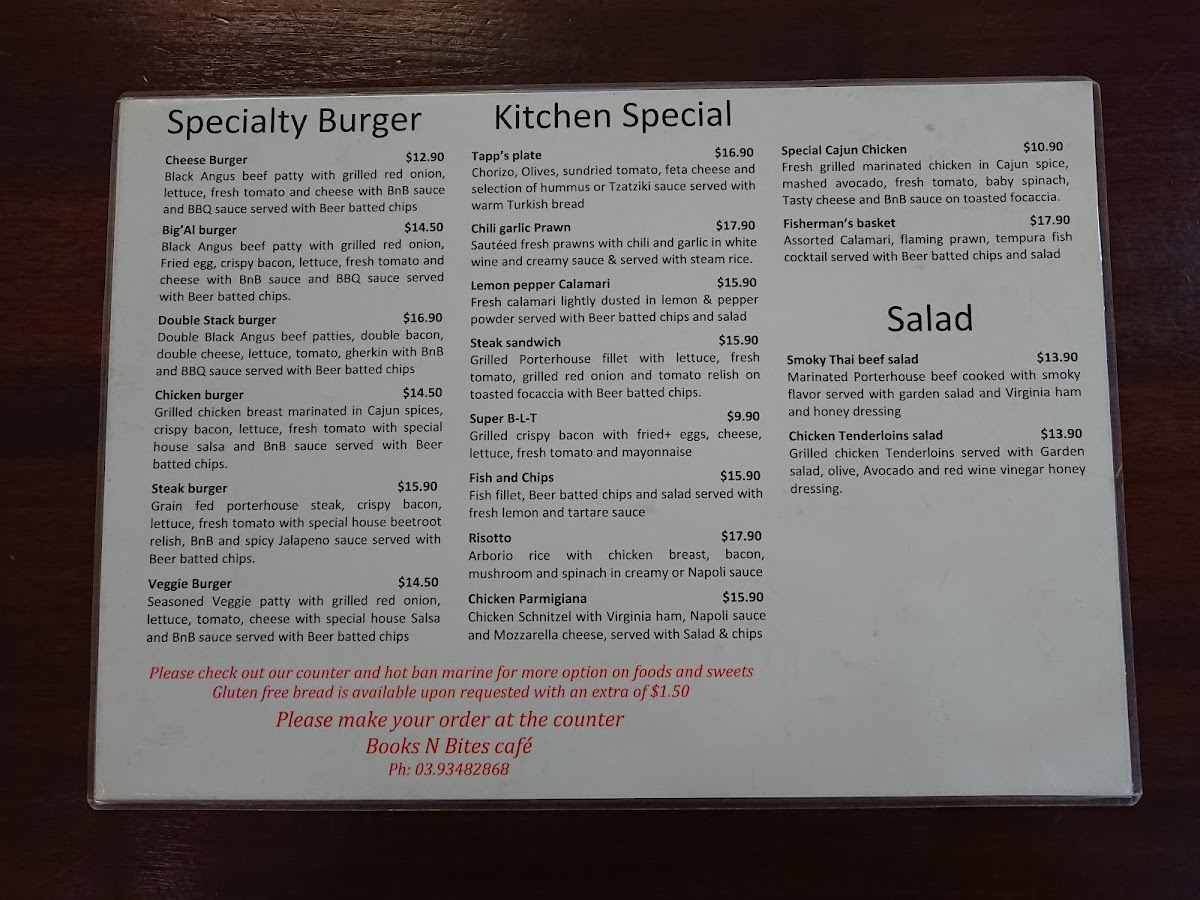 Specialty Burger
Cheese Burger $12.90
Black Angus beef patty with grilled red onion,
lettuce, fresh tomato and cheese with BnB sauce
and BBQ sauce served with Beer batted chips
Big'Al burger $14.50
Black Angus beef patty with grilled red onion,
Fried egg, crispy bacon, lettuce, fresh tomato and
cheese with BnB sauce and BBQ sauce served
with Beer batted chips.
Double Stack burger $16.90
Double Black Angus beef patties, double bacon,
double cheese, lettuce, tomato, gherkin with BnB
and BBQ sauce served with Beer batted chips
Chicken burger $14.50
Grilled chicken breast marinated in Cajun spices,
crispy bacon, lettuce, fresh tomato with special
house salsa and BnB sauce served with Beer
batted chips.
Steak burger $15.90
Grain fed porterhouse steak, crispy bacon,
lettuce, fresh tomato with special house beetroot
relish, BnB and spicy Jalapeno sauce served with
Beer batted chips.
Veggie Burger $14.50
Seasoned Veggie patty with grilled red onion,
lettuce, tomato, cheese with special house Salsa
and BnB sauce served with Beer batted chips
Kitchen Special
Tapp's plate $16.90
Chorizo, Olives, sundried tomato, feta cheese and
selection of hummus or Tzatziki sauce served with
warm Turkish bread
Chili garlic Prawn $17.90
Sautéed fresh prawns with chili and garlic in white
wine and creamy sauce & served with steam rice.
Lemon pepper Calamari $15.90
Fresh calamari lightly dusted in lemon & pepper
powder served with Beer batted chips and salad
Steak sandwich $15.90
Grilled Porterhouse fillet with lettuce, fresh
tomato, grilled red onion and tomato relish on
toasted focaccia with Beer batted chips.
Super B-L-T $9.90
Grilled crispy bacon with fried+ eggs, cheese,
lettuce, fresh tomato and mayonnaise
Fish and Chips $15.90
Fish fillet, Beer batted chips and salad served with
fresh lemon and tartare sauce
Risotto $17.90
Arborio rice with chicken breast, bacon,
mushroom and spinach in creamy or Napoli sauce
Chicken Parmigiana $15.90
Chicken Schnitzel with Virginia ham, Napoli sauce
and Mozzarella cheese, served with Salad & chips
Special Cajun Chicken $10.90
Fresh grilled marinated chicken in Cajun spice,
mashed avocado, fresh tomato, baby spinach,
Tasty cheese and BnB sauce on toasted focaccia.
Fisherman's basket $17.90
Assorted Calamari, flaming prawn, tempura fish
cocktail served with Beer batted chips and salad
Salad
Smoky Thai beef salad $13.90
Marinated Porterhouse beef cooked with smoky
flavor served with garden salad and Virginia ham
and honey dressing
Chicken Tenderloins salad $13.90
Grilled chicken Tenderloins served with Garden
salad, olive, Avocado and red wine vinegar honey
dressing.
Please check out our counter and hot ban marine for more option on foods and sweets
Gluten free bread is available upon requested with an extra of $1.50
Please make your order at the counter
Books N Bites café
Ph: 03.93482868